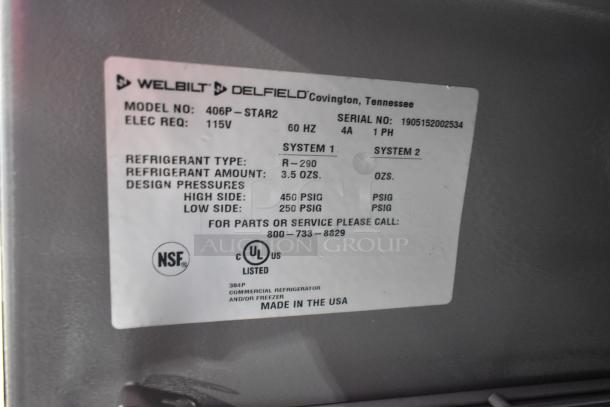 WELBILT DELFIELD Covington, Tennessee
MODEL NO: 406P-STAR2 SERIAL NO: 1905152002534
ELEC REQ: 115V 60 HZ 4A 1 PH
SYSTEM 1 SYSTEM 2
REFRIGERANT TYPE: R-290
REFRIGERANT AMOUNT: 3.5 OZS. OZS.
DESIGN PRESSURES
HIGH SIDE: 450 PSIG PSIG
LOW SIDE: 250 PSIG PSIG
FOR PARTS OR SERVICE PLEASE CALL:
800-733-8829
AUCTION GROUP
NSF®
C UL US
LISTED
384P
COMMERCIAL REFRIGERATOR
AND/OR FREEZER
MADE IN THE USA